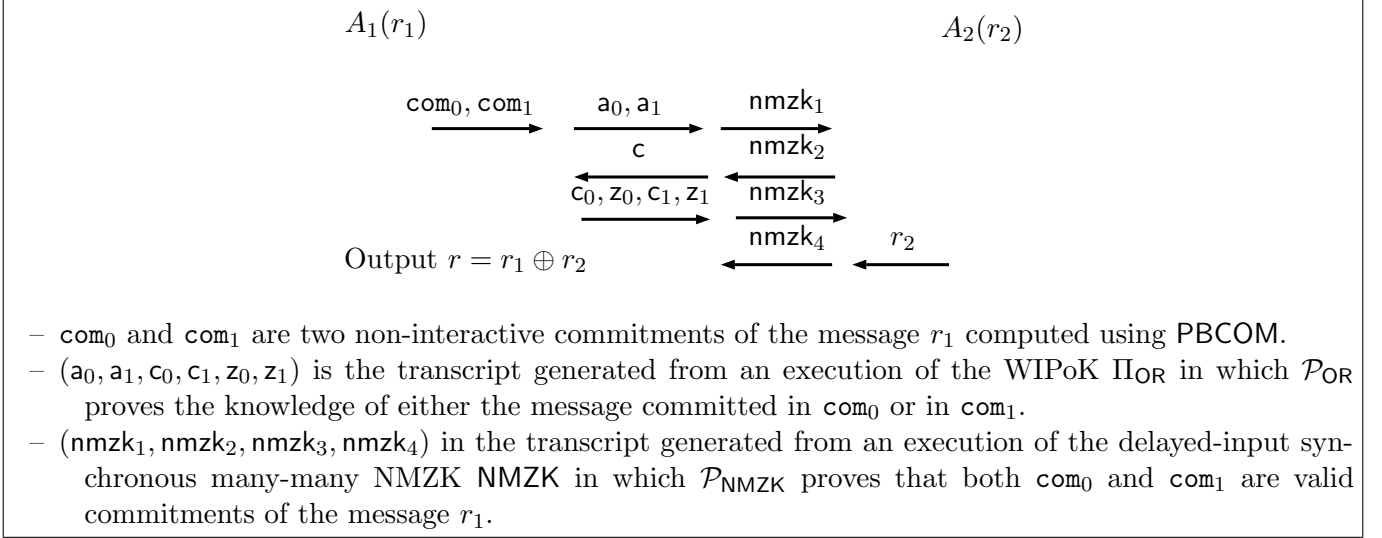 A₁(r₁) A₂(r₂)
com₀, com₁ a₀, a₁ nmzk₁
c nmzk₂
c₀, z₀, c₁, z₁ nmzk₃
nmzk₄ r₂
Output r = r₁ ⊕ r₂
– com₀ and com₁ are two non-interactive commitments of the message r₁ computed using PBCOM.
– (a₀, a₁, c₀, c₁, z₀, z₁) is the transcript generated from an execution of the WIPoK Π_OR in which 𝒫_OR
proves the knowledge of either the message committed in com₀ or in com₁.
– (nmzk₁, nmzk₂, nmzk₃, nmzk₄) in the transcript generated from an execution of the delayed-input syn-
chronous many-many NMZK NMZK in which 𝒫_NMZK proves that both com₀ and com₁ are valid
commitments of the message r₁.